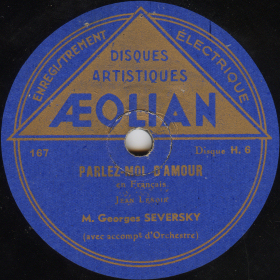 ENREGISTREMENT ÉLECTRIQUE
DISQUES
ARTISTIQUES
ÆOLIAN
167
Disque H. 6
PARLEZ-MOI D'AMOUR
en Français
Jean Lenoir
M. Georges SEVERSKY
(avec accompt d'Orchestre)